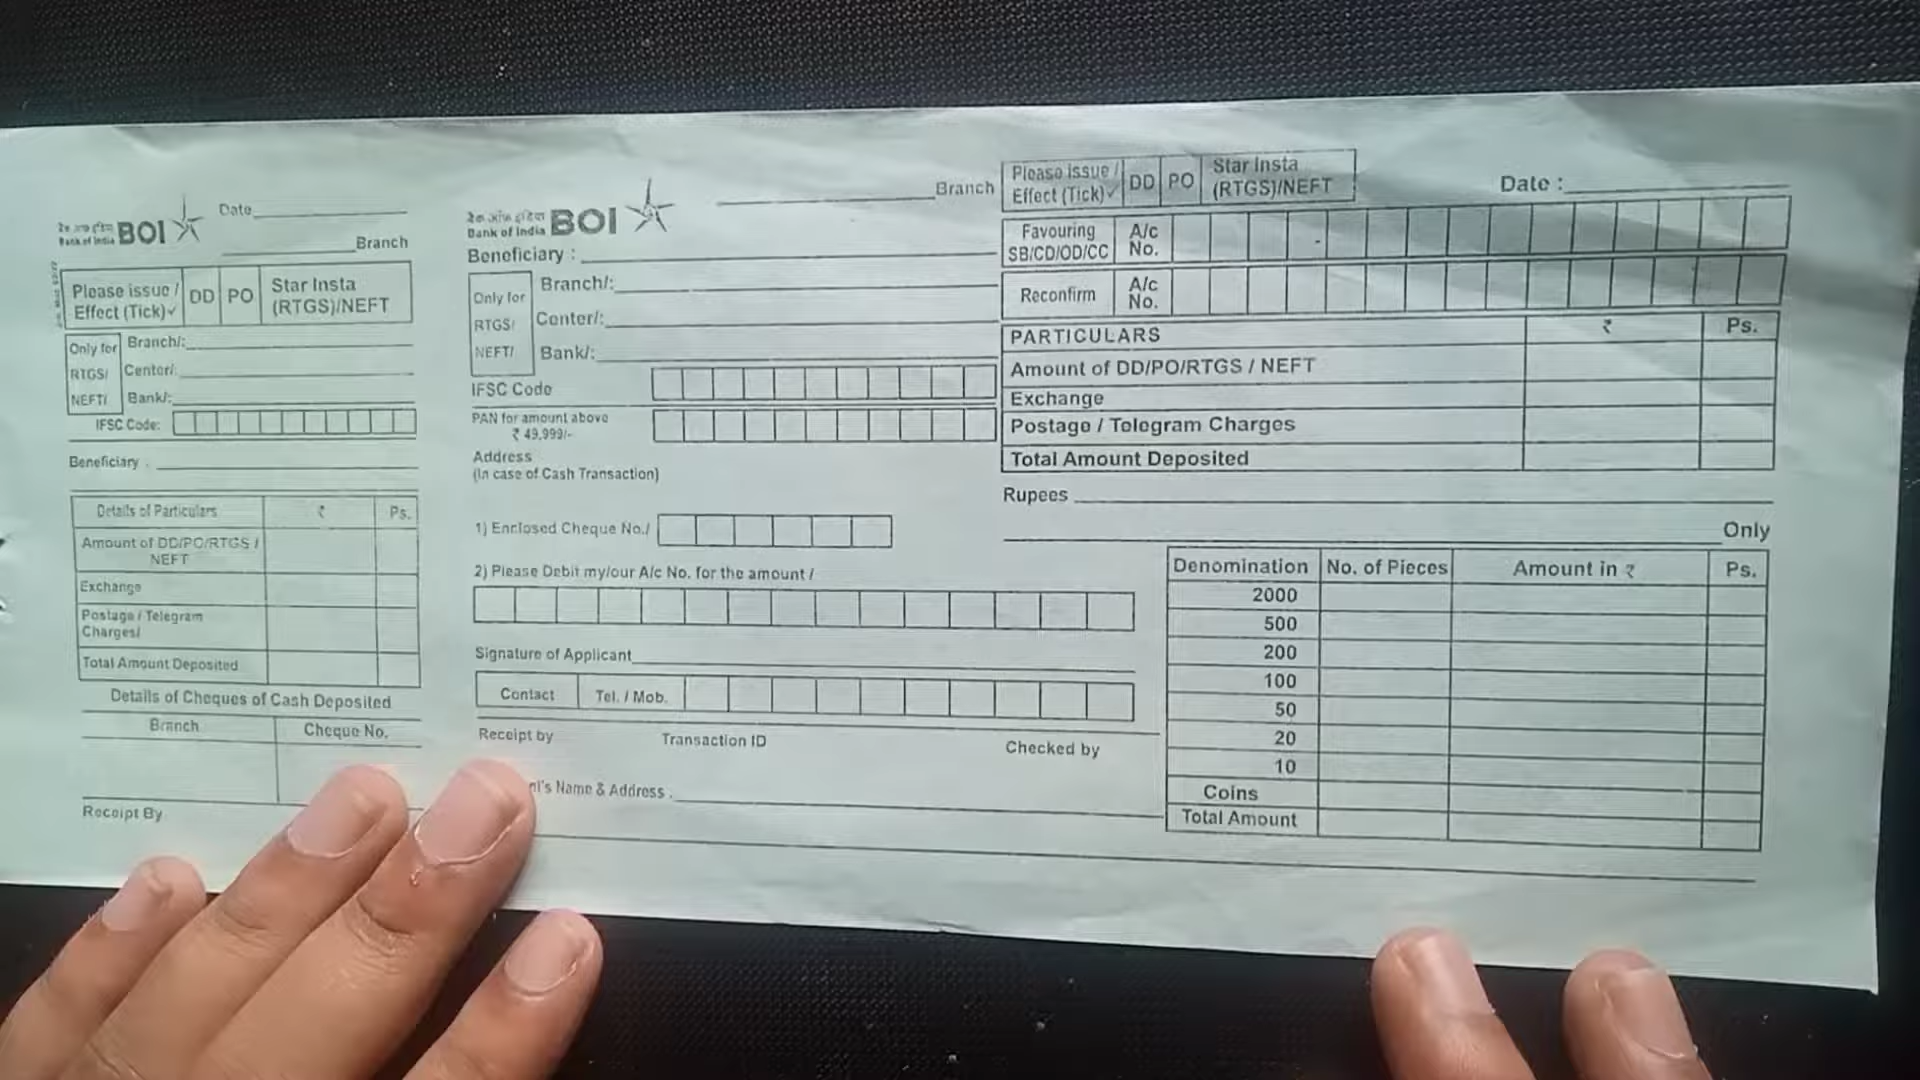 Date
बैंक ऑफ इंडिया
Bank of India BOI
Branch
Please issue / Effect (Tick)✓ DD PO Star Insta (RTGS)/NEFT
Only for RTGS/ NEFT/
Branch/:
Center/:
Bank/:
IFSC Code:
Beneficiary :
Details of Particulars ₹ Ps.
Amount of DD/PO/RTGS / NEFT
Exchange
Postage / Telegram Charges/
Total Amount Deposited
Details of Cheques of Cash Deposited
Branch Cheque No.
Receipt By
बैंक ऑफ इंडिया
Bank of India BOI
Branch
Beneficiary :
Only for RTGS/ NEFT/
Branch/:
Center/:
Bank/:
IFSC Code
PAN for amount above
₹ 49,999/-
Address
(In case of Cash Transaction)
1) Enclosed Cheque No./
2) Please Debit my/our A/c No. for the amount /
Signature of Applicant
Contact Tel. / Mob.
Receipt by Transaction ID Checked by
Name & Address .
Please issue / Effect (Tick)✓ DD PO Star Insta (RTGS)/NEFT
Date :
Favouring SB/CD/OD/CC A/c No.
Reconfirm A/c No.
PARTICULARS ₹ Ps.
Amount of DD/PO/RTGS / NEFT
Exchange
Postage / Telegram Charges
Total Amount Deposited
Rupees
Only
Denomination No. of Pieces Amount in ₹ Ps.
2000
500
200
100
50
20
10
Coins
Total Amount